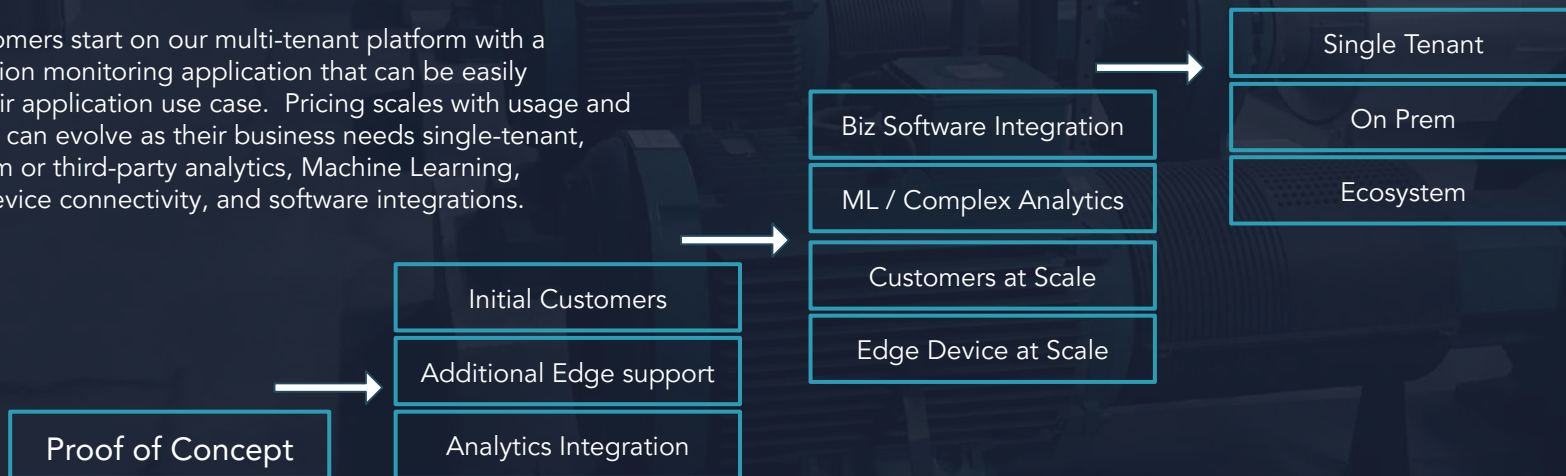 omers start on our multi-tenant platform with a
ion monitoring application that can be easily
ir application use case. Pricing scales with usage and
can evolve as their business needs single-tenant,
m or third-party analytics, Machine Learning,
evice connectivity, and software integrations.
Proof of Concept
Initial Customers
Additional Edge support
Analytics Integration
Biz Software Integration
ML / Complex Analytics
Customers at Scale
Edge Device at Scale
Single Tenant
On Prem
Ecosystem